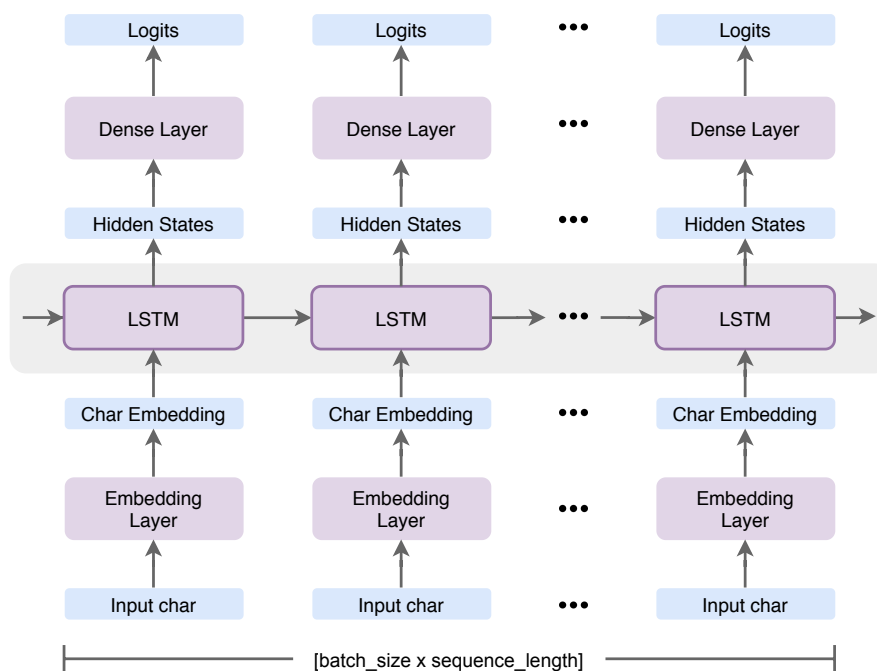 Logits Logits ••• Logits
Dense Layer Dense Layer ••• Dense Layer
Hidden States Hidden States ••• Hidden States
LSTM LSTM ••• LSTM
Char Embedding Char Embedding ••• Char Embedding
Embedding Layer Embedding Layer ••• Embedding Layer
Input char Input char ••• Input char
[batch_size x sequence_length]